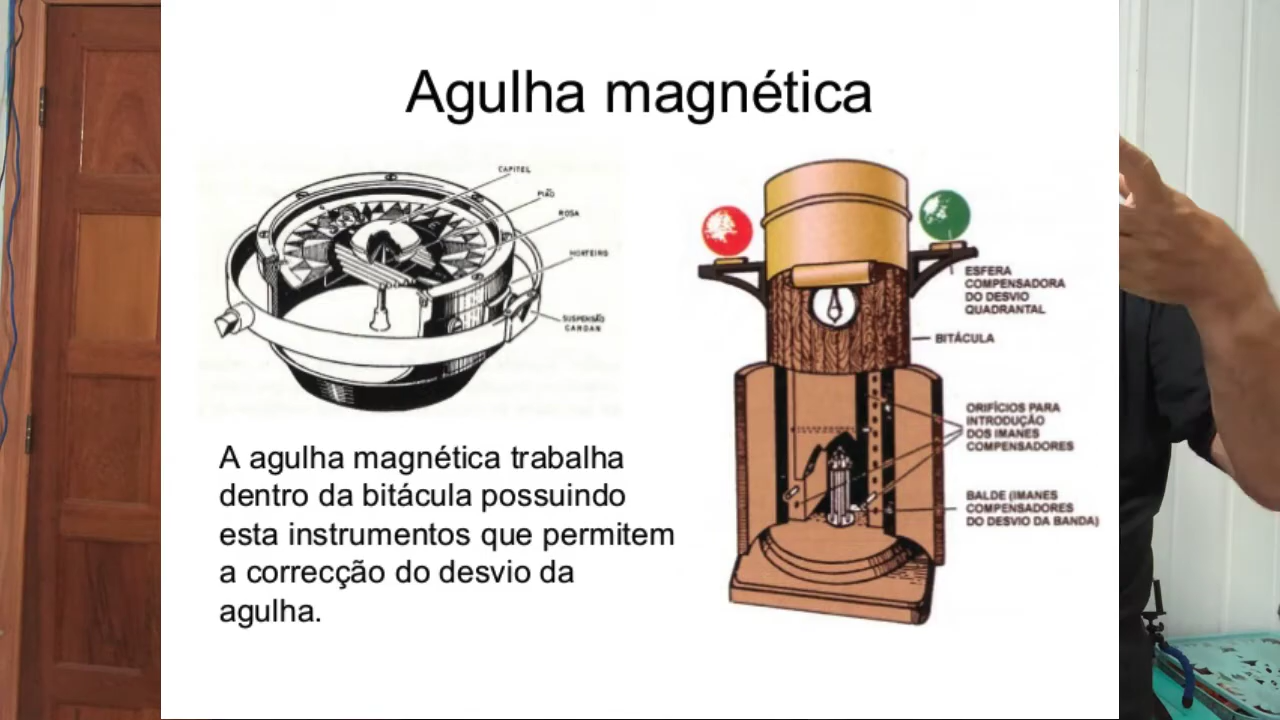 Agulha magnética
CAPITEL
PIÃO
ROSA
MORTEIRO
SUSPENSÃO
CARDAN
ESFERA
COMPENSADORA
DO DESVIO
QUADRANTAL
BITÁCULA
ORIFÍCIOS PARA
INTRODUÇÃO
DOS IMANES
COMPENSADORES
BALDE (IMANES
COMPENSADORES
DO DESVIO DA BANDA)
A agulha magnética trabalha
dentro da bitácula possuindo
esta instrumentos que permitem
a correcção do desvio da
agulha.